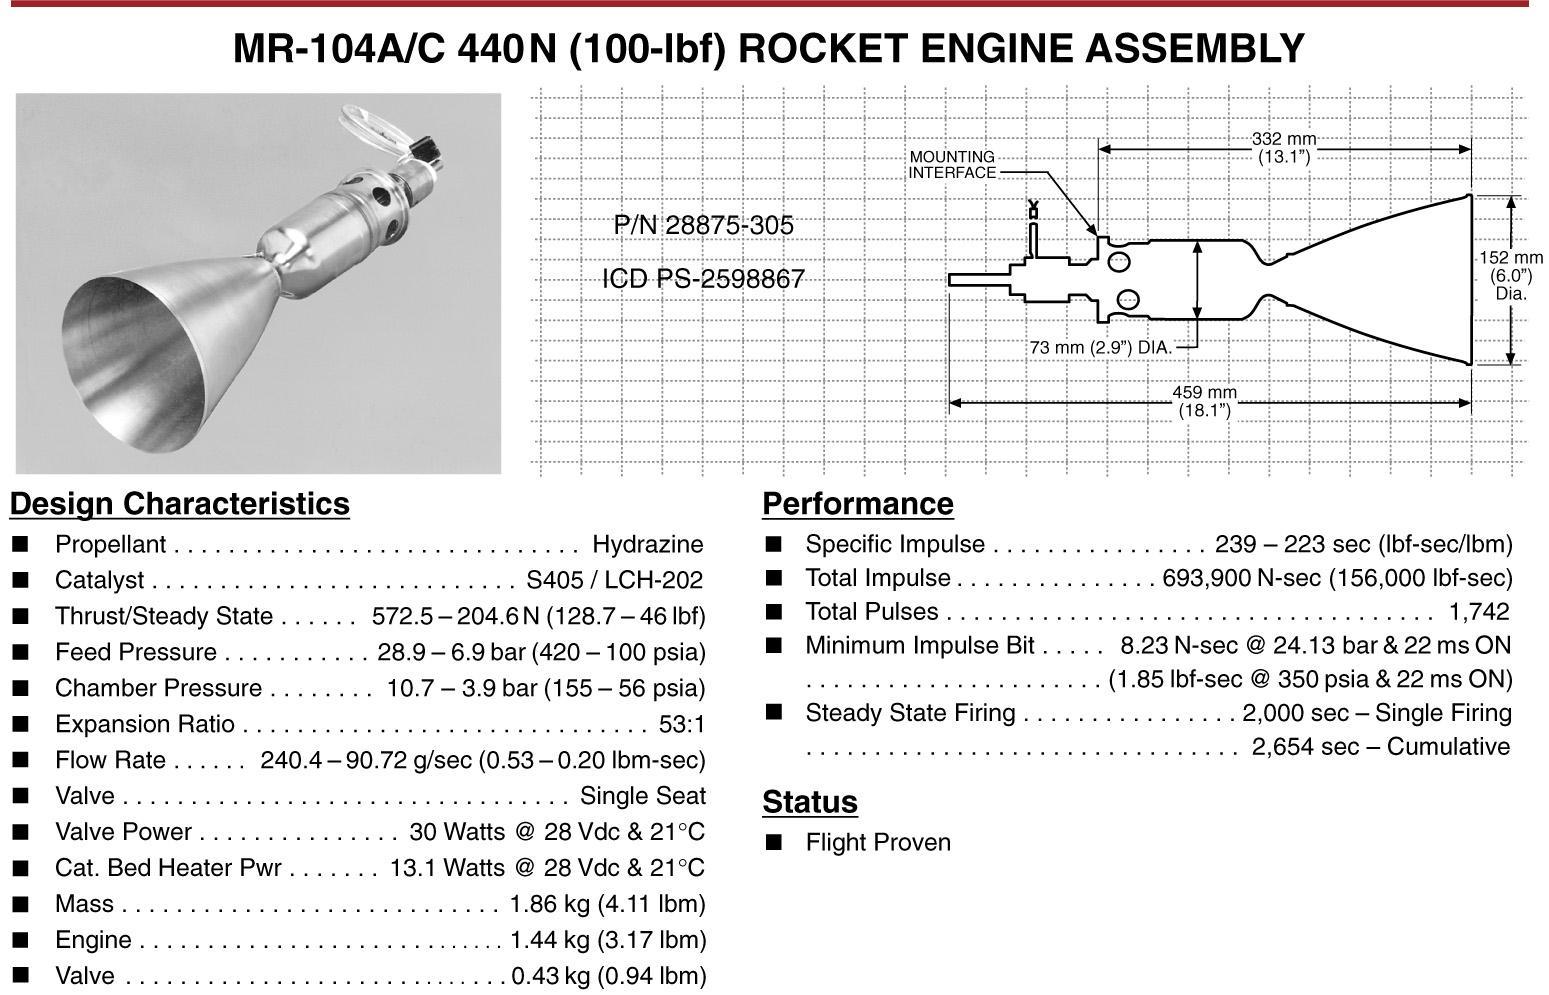 MR-104A/C 440N (100-lbf) ROCKET ENGINE ASSEMBLY
P/N 28875-305
ICD PS-2598867
MOUNTING
INTERFACE
332 mm
(13.1”)
152 mm
(6.0”)
Dia.
73 mm (2.9”) DIA.
459 mm
(18.1”)
Design Characteristics
■ Propellant . . . . . . . . . . . . . . . . . . . . . . . . . . . . . . Hydrazine
■ Catalyst . . . . . . . . . . . . . . . . . . . . . . . . . . . S405 / LCH-202
■ Thrust/Steady State . . . . . . 572.5 – 204.6 N (128.7 – 46 lbf)
■ Feed Pressure . . . . . . . . . . . 28.9 – 6.9 bar (420 – 100 psia)
■ Chamber Pressure . . . . . . . . 10.7 – 3.9 bar (155 – 56 psia)
■ Expansion Ratio . . . . . . . . . . . . . . . . . . . . . . . . . . . . . . 53:1
■ Flow Rate . . . . . . 240.4 – 90.72 g/sec (0.53 – 0.20 lbm-sec)
■ Valve . . . . . . . . . . . . . . . . . . . . . . . . . . . . . . . . . Single Seat
■ Valve Power . . . . . . . . . . . . . . . 30 Watts @ 28 Vdc & 21°C
■ Cat. Bed Heater Pwr . . . . . . . 13.1 Watts @ 28 Vdc & 21°C
■ Mass . . . . . . . . . . . . . . . . . . . . . . . . . . . . 1.86 kg (4.11 lbm)
■ Engine . . . . . . . . . . . . . . . . . . . . . . . . . . . 1.44 kg (3.17 lbm)
■ Valve . . . . . . . . . . . . . . . . . . . . . . . . . . . . 0.43 kg (0.94 lbm)
Performance
■ Specific Impulse . . . . . . . . . . . . . . . . 239 – 223 sec (lbf-sec/lbm)
■ Total Impulse . . . . . . . . . . . . . . . 693,900 N-sec (156,000 lbf-sec)
■ Total Pulses . . . . . . . . . . . . . . . . . . . . . . . . . . . . . . . . . . . . 1,742
■ Minimum Impulse Bit . . . . . 8.23 N-sec @ 24.13 bar & 22 ms ON
. . . . . . . . . . . . . . . . . . . . . . (1.85 lbf-sec @ 350 psia & 22 ms ON)
■ Steady State Firing . . . . . . . . . . . . . . . . 2,000 sec – Single Firing
. . . . . . . . . . . . . . . . . . . . . . . . . . . . . . . . 2,654 sec – Cumulative
Status
■ Flight Proven